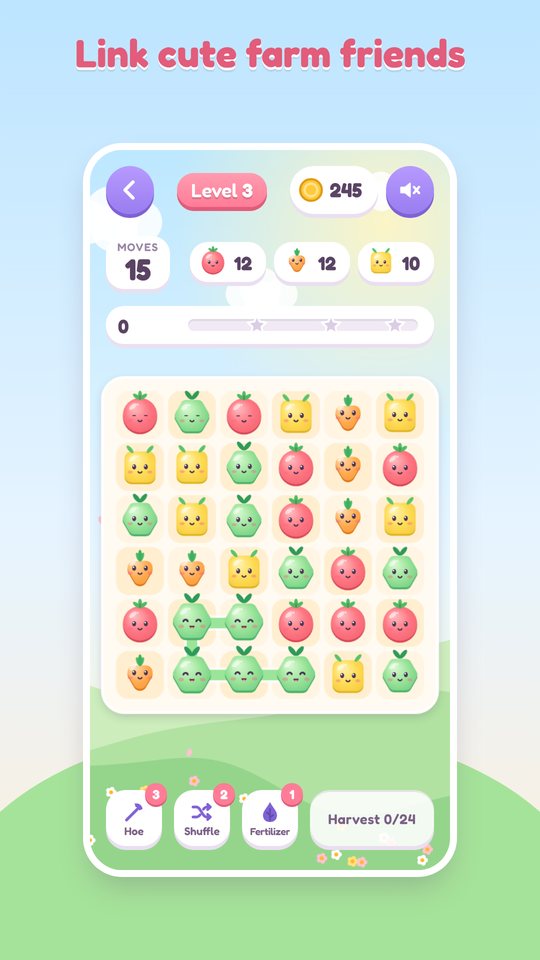 Link cute farm friends
Level 3
245
MOVES
15
12
12
10
0
3
2
1
Hoe
Shuffle
Fertilizer
Harvest 0/24